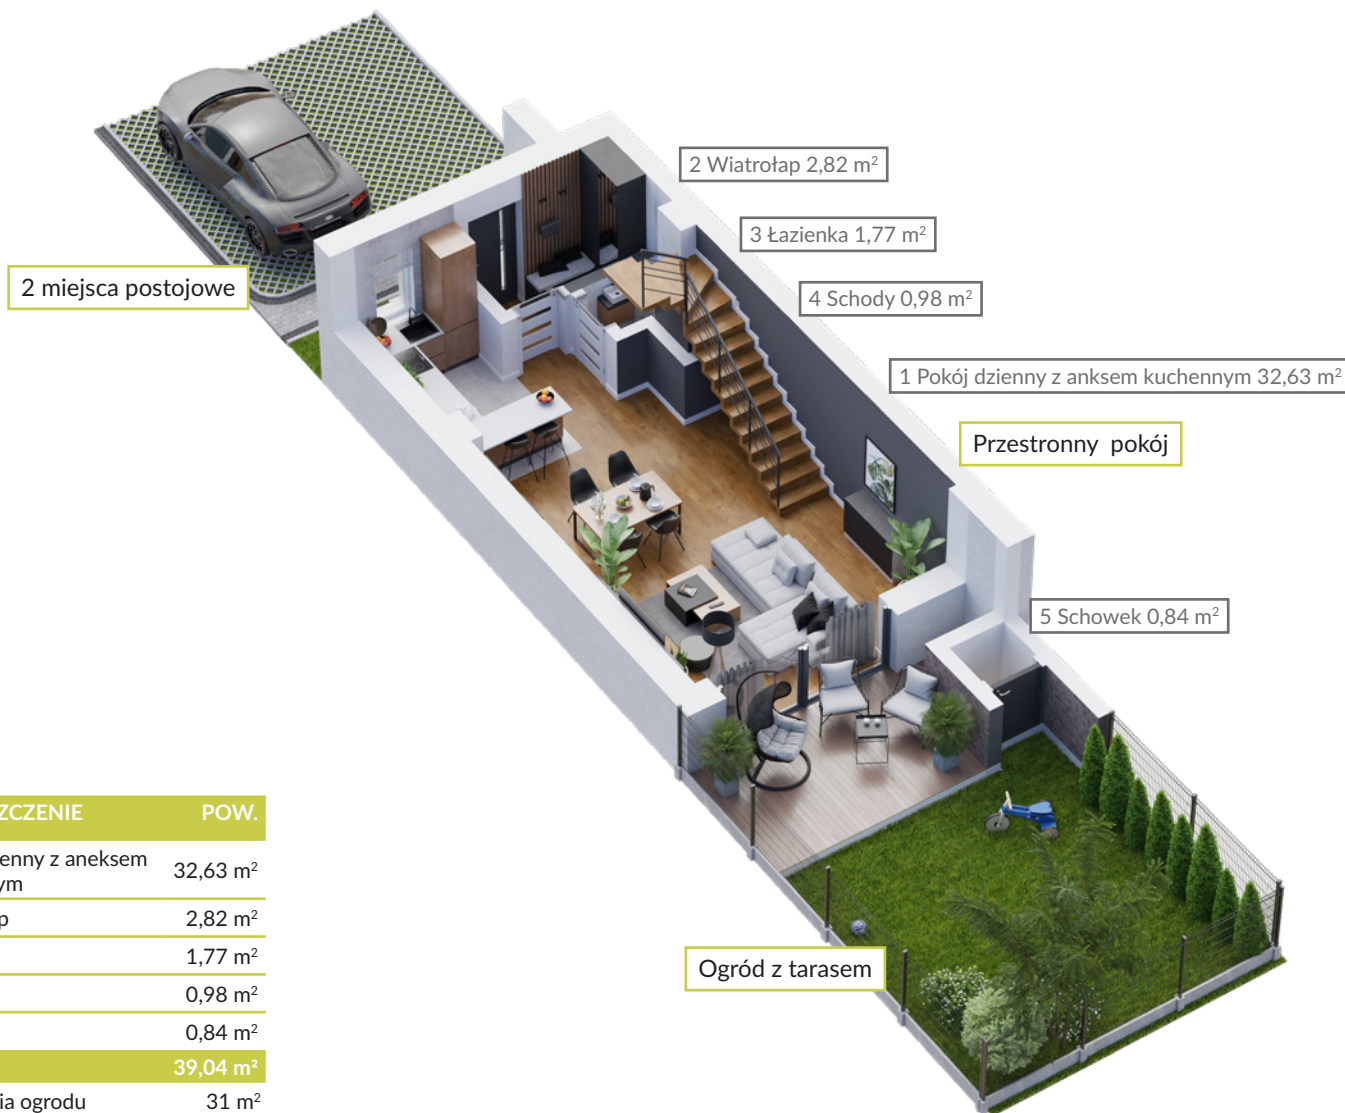 2 Wiatrołap 2,82 m²
3 Łazienka 1,77 m²
2 miejsca postojowe
4 Schody 0,98 m²
1 Pokój dzienny z anksem kuchennym 32,63 m²
Przestronny pokój
5 Schowek 0,84 m²
ZCZENIE POW.
enny z aneksem
ym 32,63 m²
p 2,82 m²
1,77 m²
0,98 m²
0,84 m²
39,04 m²
ia ogrodu 31 m²
Ogród z tarasem